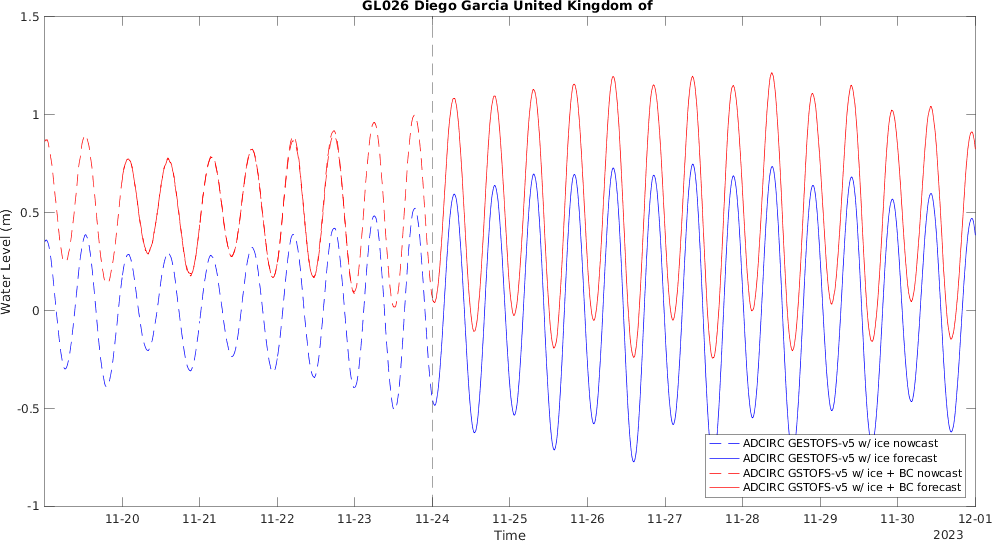 GL026 Diego Garcia United Kingdom of
1.5
1
0.5
0
-0.5
-1
Water Level (m)
ADCIRC GESTOFS-v5 w/ ice nowcast
ADCIRC GESTOFS-v5 w/ ice forecast
ADCIRC GSTOFS-v5 w/ ice + BC nowcast
ADCIRC GSTOFS-v5 w/ ice + BC forecast
11-20 11-21 11-22 11-23 11-24 11-25 11-26 11-27 11-28 11-29 11-30 12-01
Time
2023